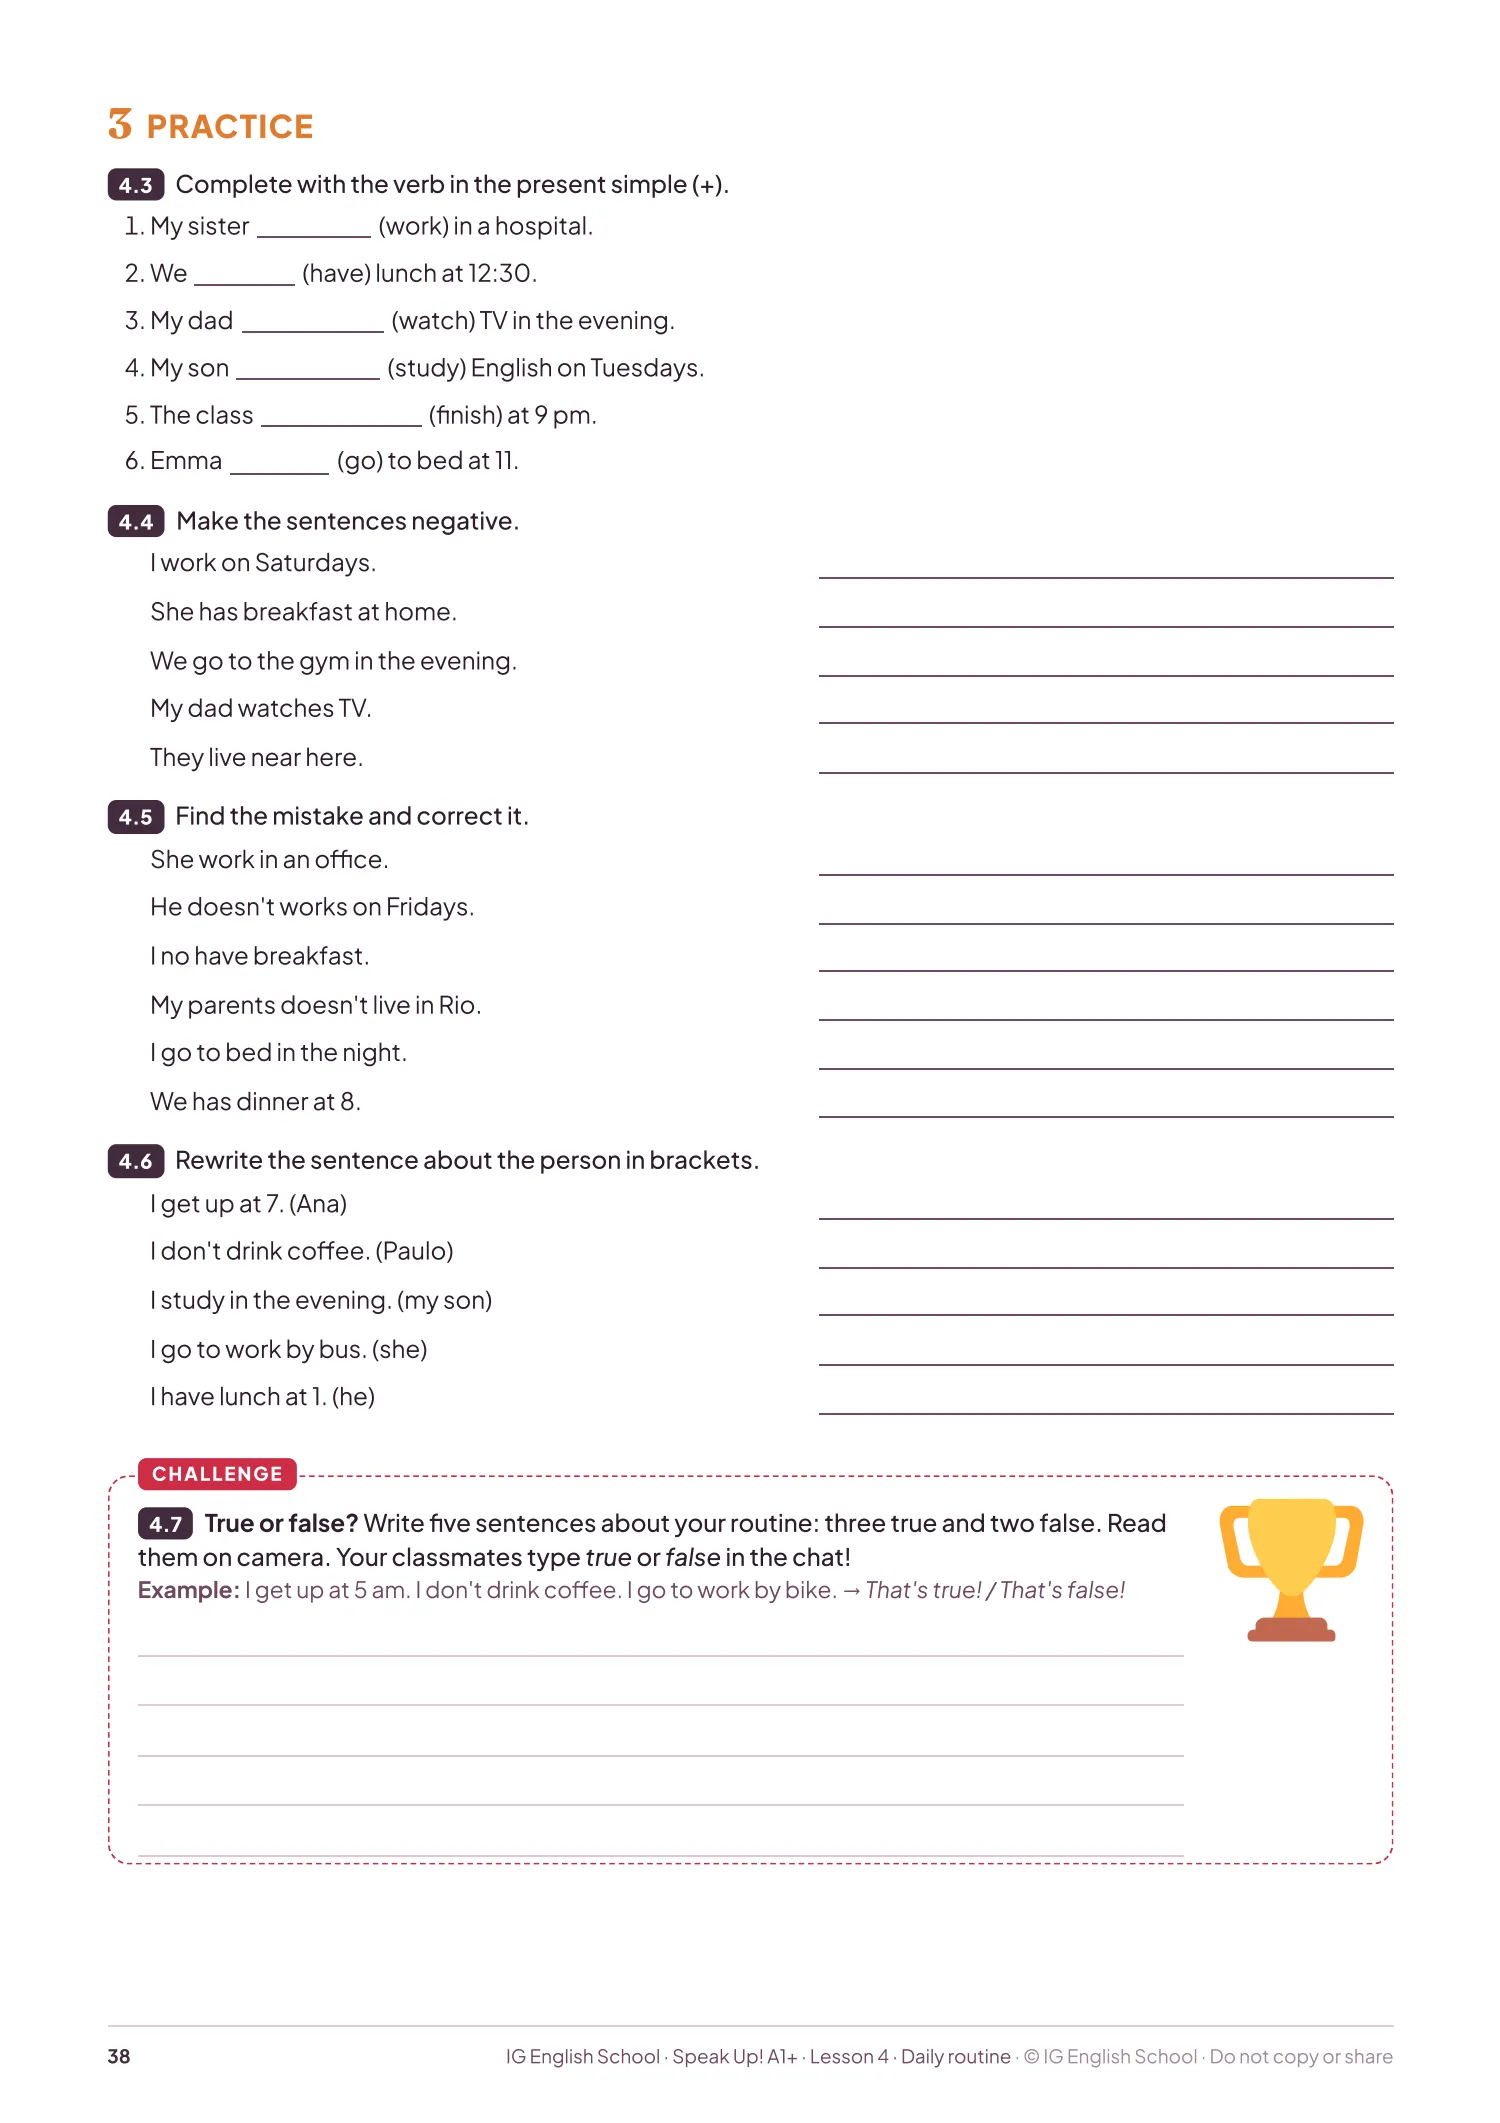 3 PRACTICE
4.3 Complete with the verb in the present simple (+).
1. My sister ________ (work) in a hospital.
2. We ________ (have) lunch at 12:30.
3. My dad ________ (watch) TV in the evening.
4. My son ________ (study) English on Tuesdays.
5. The class ________ (finish) at 9 pm.
6. Emma ________ (go) to bed at 11.
4.4 Make the sentences negative.
I work on Saturdays.
She has breakfast at home.
We go to the gym in the evening.
My dad watches TV.
They live near here.
4.5 Find the mistake and correct it.
She work in an office.
He doesn't works on Fridays.
I no have breakfast.
My parents doesn't live in Rio.
I go to bed in the night.
We has dinner at 8.
4.6 Rewrite the sentence about the person in brackets.
I get up at 7. (Ana)
I don't drink coffee. (Paulo)
I study in the evening. (my son)
I go to work by bus. (she)
I have lunch at 1. (he)
CHALLENGE
4.7 True or false? Write five sentences about your routine: three true and two false. Read
them on camera. Your classmates type true or false in the chat!
Example: I get up at 5 am. I don't drink coffee. I go to work by bike. → That's true! / That's false!
38 IG English School · Speak Up! A1+ · Lesson 4 · Daily routine · © IG English School · Do not copy or share